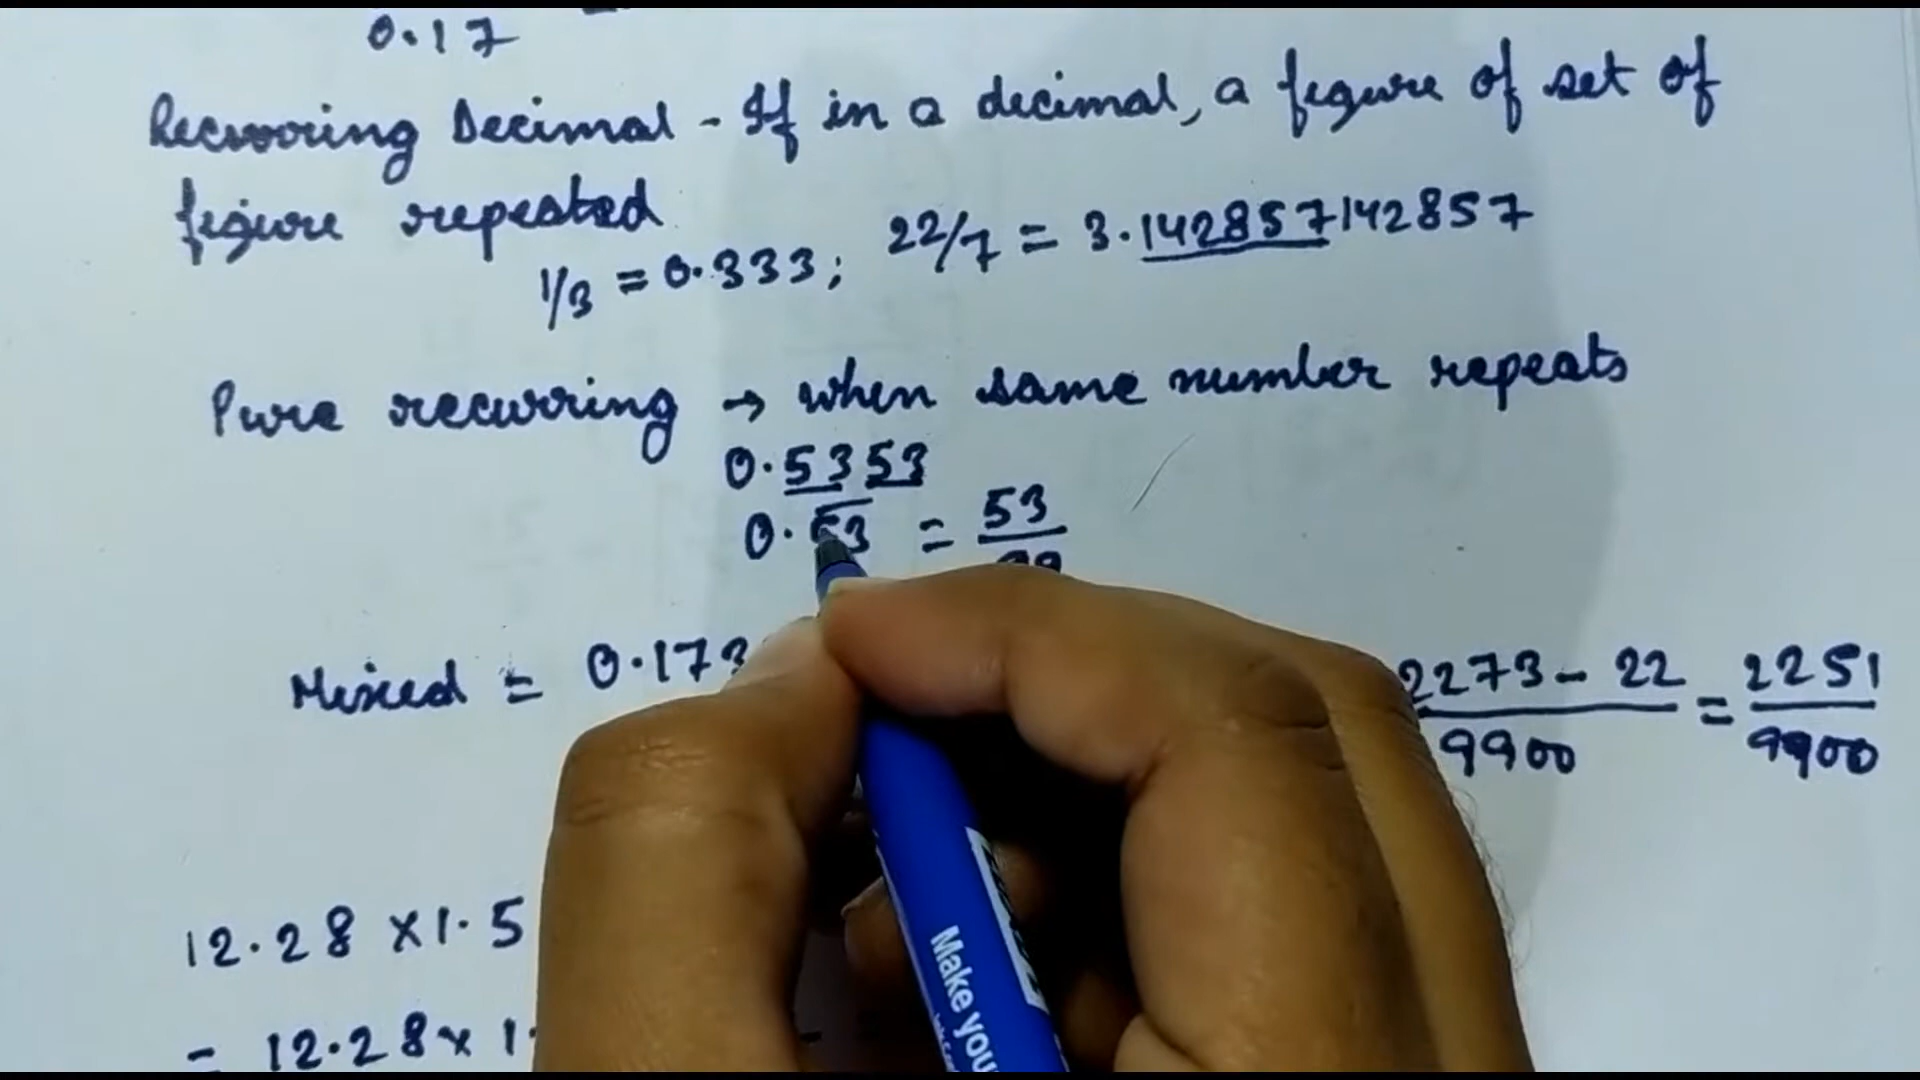 0.17
Recurring Decimal - If in a decimal, a figure of set of
figure repeated
1/3 = 0.333; 22/7 = 3.142857142857
Pure recurring → when same number repeats
0.5353
0.53 = 53/99
Mixed = 0.173 2273 - 22/9900 = 2251/9900
12.28 x 1.5
= 12.28 x 1.
Make you